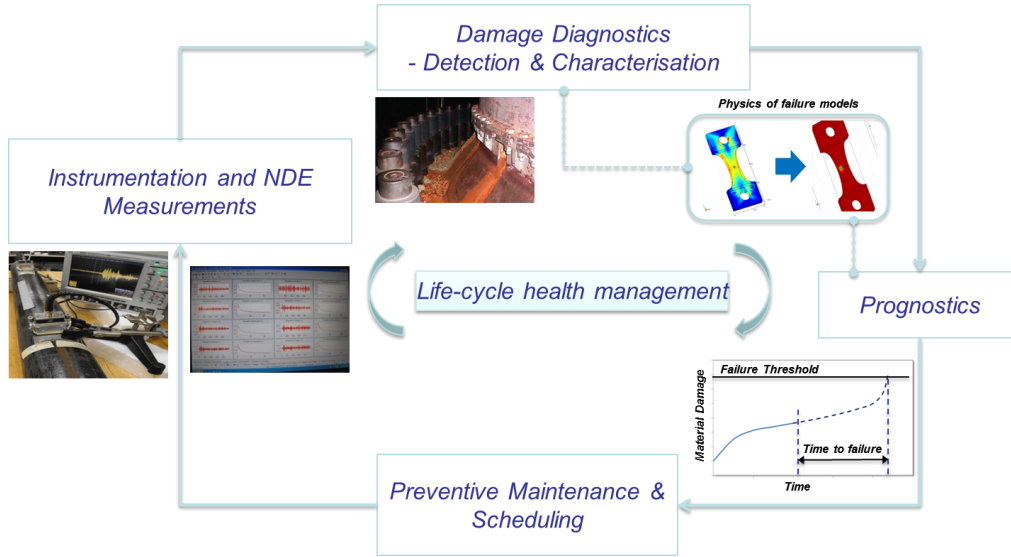 Damage Diagnostics
- Detection & Characterisation
Physics of failure models
Instrumentation and NDE
Measurements
Life-cycle health management
Prognostics
Failure Threshold
Material Damage
Time to failure
Time
Preventive Maintenance &
Scheduling